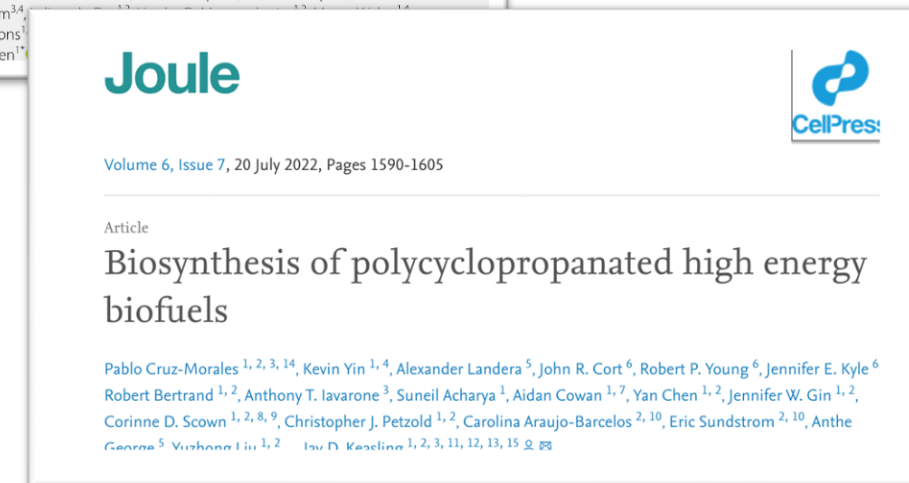 m3,4,
ons1
en1*
Joule
CellPress
Volume 6, Issue 7, 20 July 2022, Pages 1590-1605
Article
Biosynthesis of polycyclopropanated high energy
biofuels
Pablo Cruz-Morales 1, 2, 3, 14, Kevin Yin 1, 4, Alexander Landera 5, John R. Cort 6, Robert P. Young 6, Jennifer E. Kyle 6
Robert Bertrand 1, 2, Anthony T. Iavarone 3, Suneil Acharya 1, Aidan Cowan 1, 7, Yan Chen 1, 2, Jennifer W. Gin 1, 2,
Corinne D. Scown 1, 2, 8, 9, Christopher J. Petzold 1, 2, Carolina Araujo-Barcelos 2, 10, Eric Sundstrom 2, 10, Anthe
George 5, Yuzhong Liu 1, 2 Jay D. Keasling 1, 2, 3, 11, 12, 13, 15